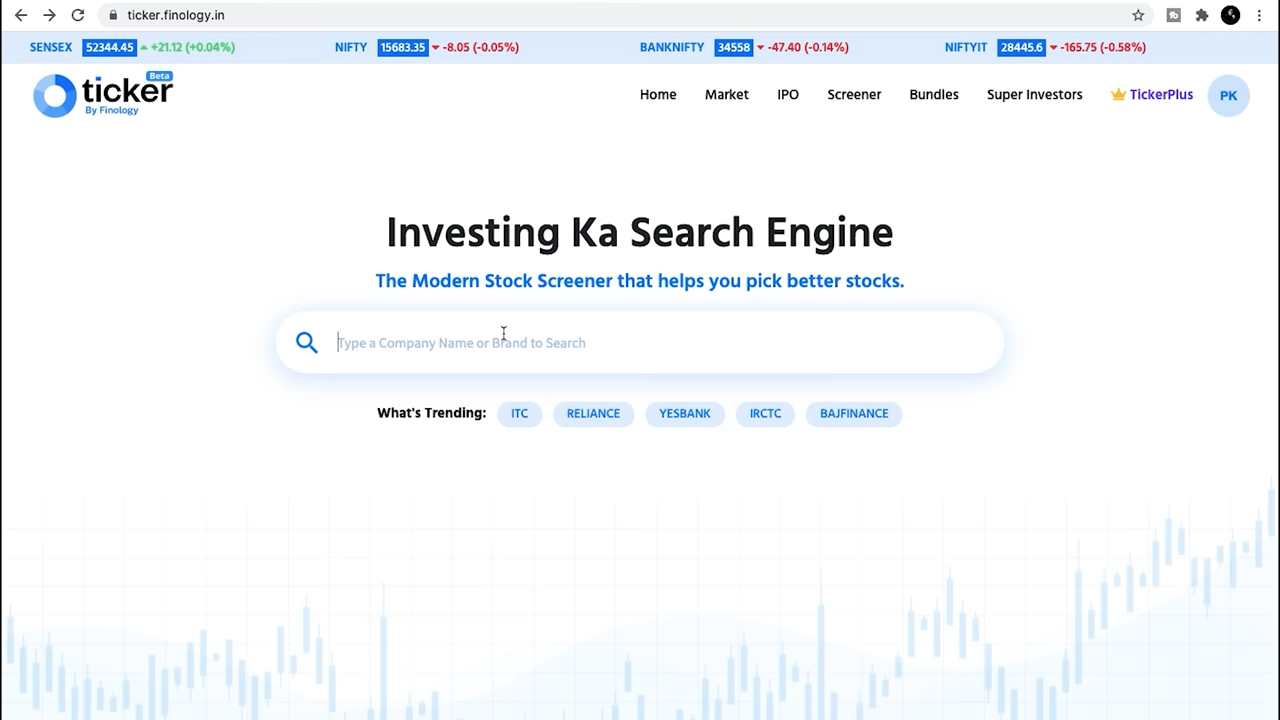 ticker.finology.in
SENSEX 52344.45 +21.12 (+0.04%) NIFTY 15683.35 -8.05 (-0.05%) BANKNIFTY 34558 -47.40 (-0.14%) NIFTYIT 28445.6 -165.75 (-0.58%)
Beta
ticker
By Finology
Home Market IPO Screener Bundles Super Investors TickerPlus PK
Investing Ka Search Engine
The Modern Stock Screener that helps you pick better stocks.
Type a Company Name or Brand to Search
What's Trending: ITC RELIANCE YESBANK IRCTC BAJFINANCE